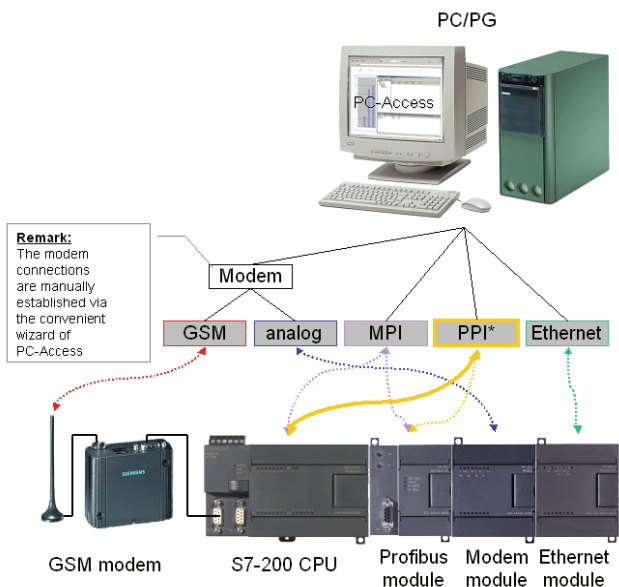 PC/PG
PC-Access
Remark:
The modem
connections
are manually
established via
the convenient
wizard of
PC-Access
Modem
GSM
analog
MPI
PPI*
Ethernet
SIEMENS
GSM modem
S7-200 CPU
Profibus
module
Modem
module
Ethernet
module